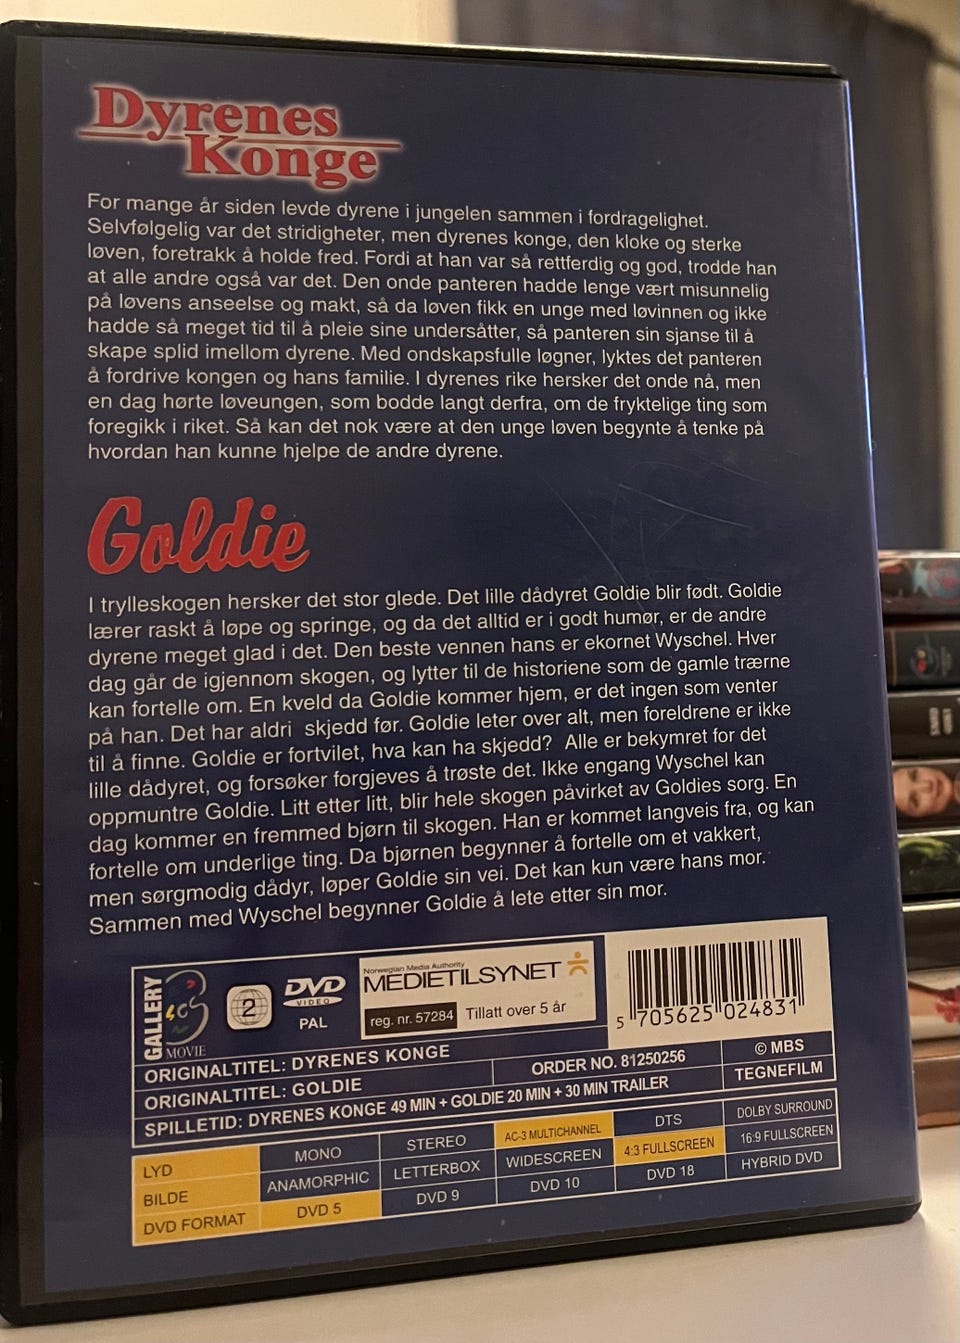 Dyrenes
Konge
For mange år siden levde dyrene i jungelen sammen i fordragelighet.
Selvfølgelig var det stridigheter, men dyrenes konge, den kloke og sterke
løven, foretrakk å holde fred. Fordi at han var så rettferdig og god, trodde han
at alle andre også var det. Den onde panteren hadde lenge vært misunnelig
på løvens anseelse og makt, så da løven fikk en unge med løvinnen og ikke
hadde så meget tid til å pleie sine undersåtter, så panteren sin sjanse til å
skape splid imellom dyrene. Med ondskapsfulle løgner, lyktes det panteren
å fordrive kongen og hans familie. I dyrenes rike hersker det onde nå, men
en dag hørte løveungen, som bodde langt derfra, om de fryktelige ting som
foregikk i riket. Så kan det nok være at den unge løven begynte å tenke på
hvordan han kunne hjelpe de andre dyrene.
Goldie
I trylleskogen hersker det stor glede. Det lille dådyret Goldie blir født. Goldie
lærer raskt å løpe og springe, og da det alltid er i godt humør, er de andre
dyrene meget glad i det. Den beste vennen hans er ekornet Wyschel. Hver
dag går de igjennom skogen, og lytter til de historiene som de gamle trærne
kan fortelle om. En kveld da Goldie kommer hjem, er det ingen som venter
på han. Det har aldri skjedd før. Goldie leter over alt, men foreldrene er ikke
til å finne. Goldie er fortvilet, hva kan ha skjedd? Alle er bekymret for det
lille dådyret, og forsøker forgjeves å trøste det. Ikke engang Wyschel kan
oppmuntre Goldie. Litt etter litt, blir hele skogen påvirket av Goldies sorg. En
dag kommer en fremmed bjørn til skogen. Han er kommet langveis fra, og kan
fortelle om underlige ting. Da bjørnen begynner å fortelle om et vakkert,
men sørgmodig dådyr, løper Goldie sin vei. Det kan kun være hans mor.
Sammen med Wyschel begynner Goldie å lete etter sin mor.
GALLERY
MOVIE
2
DVD
VIDEO
PAL
Norwegian Media Authority
MEDIETILSYNET
reg. nr. 57284 Tillatt over 5 år
5 705625 024831
ORIGINALTITEL: DYRENES KONGE
ORIGINALTITEL: GOLDIE
ORDER NO. 81250256
© MBS
TEGNEFILM
SPILLETID: DYRENES KONGE 49 MIN + GOLDIE 20 MIN + 30 MIN TRAILER
LYD MONO STEREO AC-3 MULTICHANNEL DTS DOLBY SURROUND
BILDE ANAMORPHIC LETTERBOX WIDESCREEN 4:3 FULLSCREEN 16:9 FULLSCREEN
DVD FORMAT DVD 5 DVD 9 DVD 10 DVD 18 HYBRID DVD